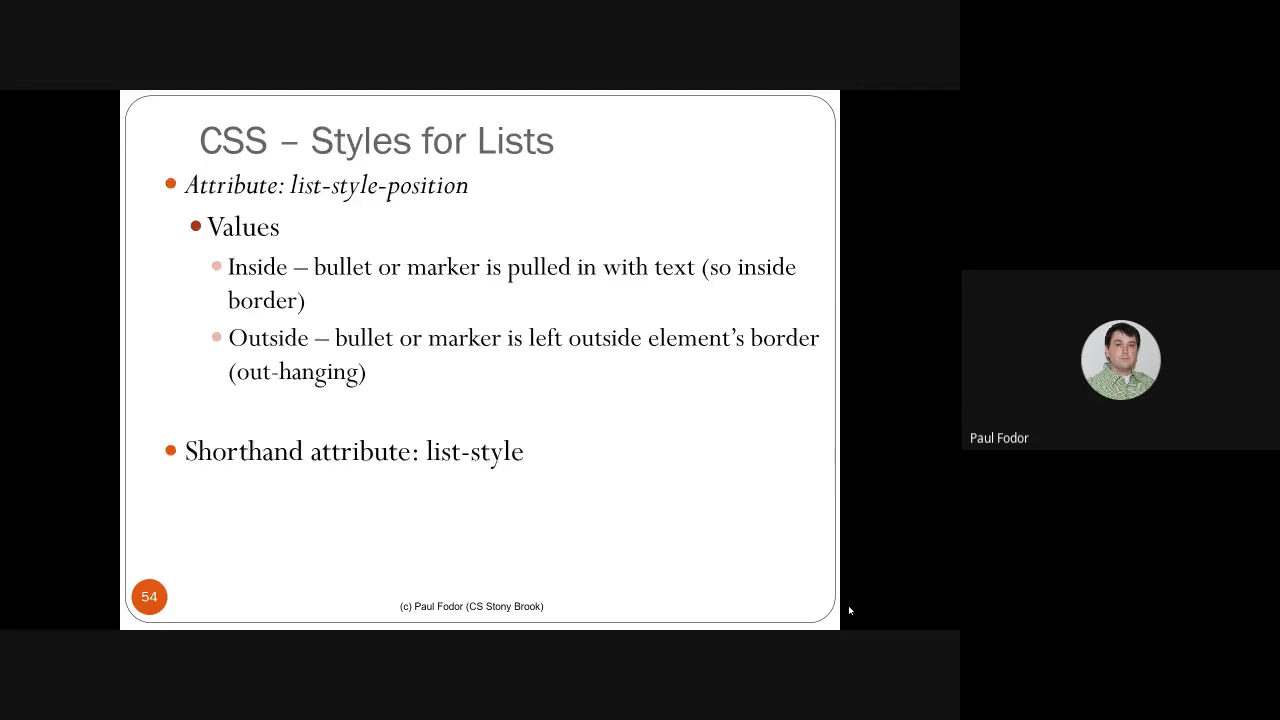 CSS – Styles for Lists
Attribute: list-style-position
Values
Inside – bullet or marker is pulled in with text (so inside
border)
Outside – bullet or marker is left outside element's border
(out-hanging)
Shorthand attribute: list-style
54
(c) Paul Fodor (CS Stony Brook)
Paul Fodor